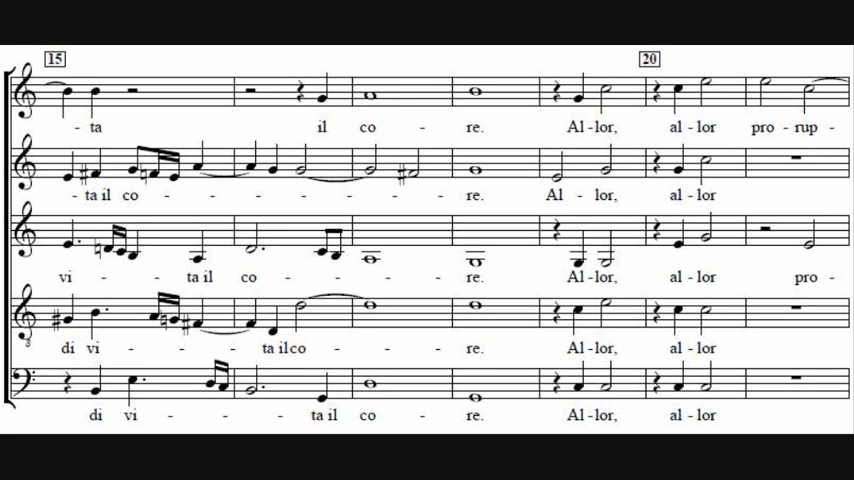 15 20
- ta il co - re. Al - lor, al - lor pro - rup -
- ta il co - - - - re. Al - lor, al - lor
vi - - ta il co - - - re. Al - lor, al - lor pro -
di vi - - - ta il co - - - re. Al - lor, al - lor
8
di vi - - - ta il co - re. Al - lor, al - lor